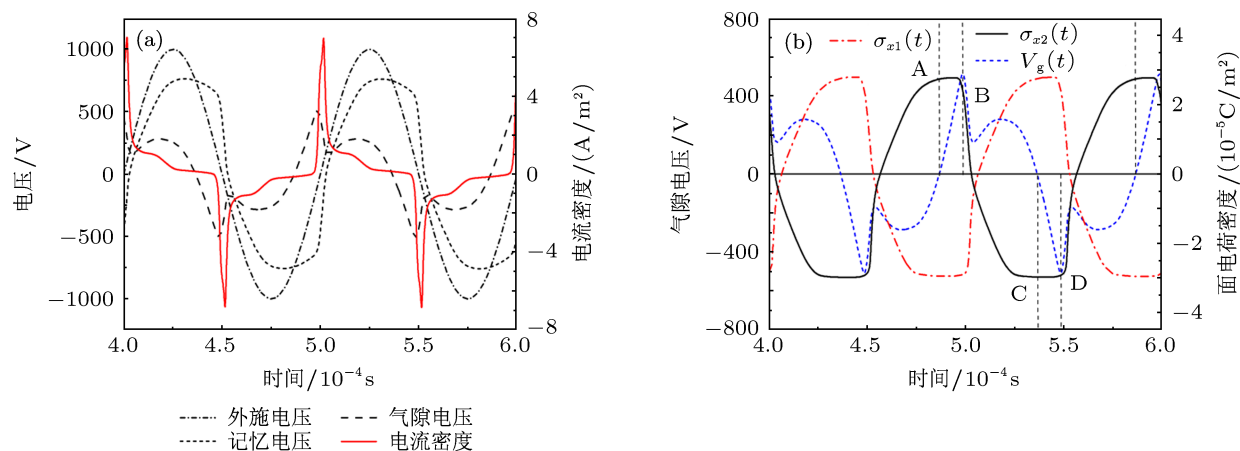 (a)
1000
500
0
−500
−1000
电压/V
8
4
0
−4
−8
电流密度/(A/m²)
4.0 4.5 5.0 5.5 6.0
时间/10⁻⁴s
外施电压
气隙电压
记忆电压
电流密度
(b)
σx1(t)
σx2(t)
Vg(t)
A
B
C
D
800
400
0
−400
−800
气隙电压/V
4
3
2
1
0
−1
−2
−3
−4
面电荷密度/(10⁻⁵C/m²)
4.0 4.5 5.0 5.5 6.0
时间/10⁻⁴s